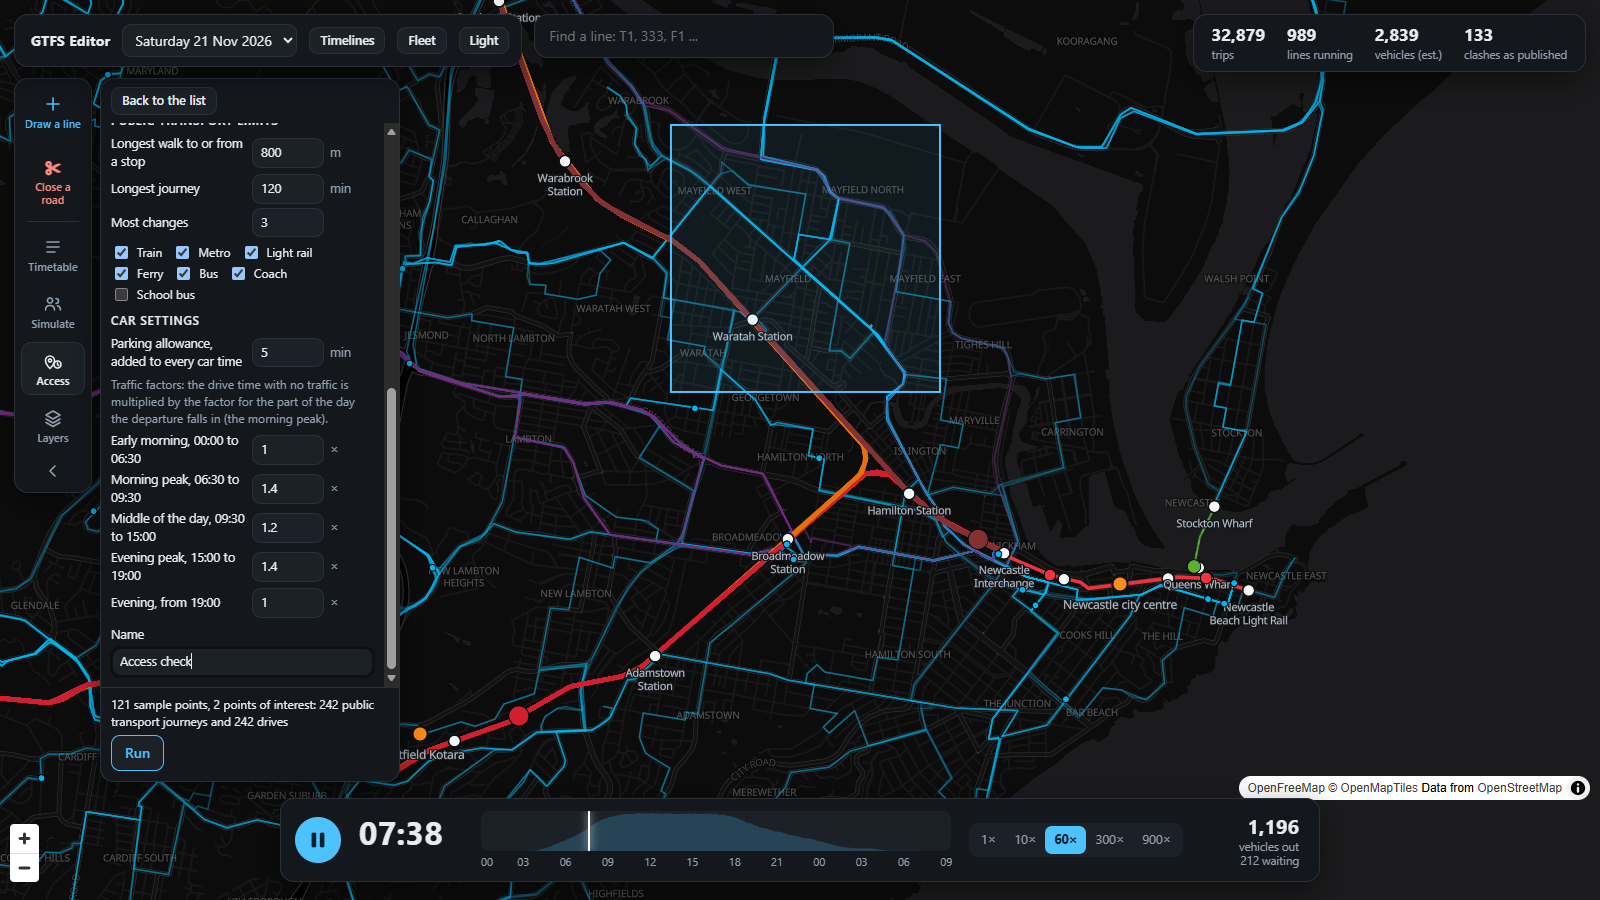 GTFS Editor
Saturday 21 Nov 2026
Timelines
Fleet
Light
Find a line: T1, 333, F1 ...
32,879
trips
989
lines running
2,839
vehicles (est.)
133
clashes as published
Draw a line
Close a
road
Timetable
Simulate
Access
Layers
Back to the list
Longest walk to or from
a stop
800
m
Longest journey
120
min
Most changes
3
Train
Metro
Light rail
Ferry
Bus
Coach
School bus
CAR SETTINGS
Parking allowance,
added to every car time
5
min
Traffic factors: the drive time with no traffic is
multiplied by the factor for the part of the day
the departure falls in (the morning peak).
Early morning, 00:00 to
06:30
1
×
Morning peak, 06:30 to
09:30
1.4
×
Middle of the day, 09:30
to 15:00
1.2
×
Evening peak, 15:00 to
19:00
1.4
×
Evening, from 19:00
1
×
Name
Access check
121 sample points, 2 points of interest: 242 public
transport journeys and 242 drives
Run
MARYLAND
KOORAGANG
WARABROOK
Warabrook
Station
CALLAGHAN
MAYFIELD WEST
MAYFIELD NORTH
MAYFIELD
MAYFIELD EAST
WALSH POINT
WARATAH WEST
Waratah Station
WARATAH
NORTH LAMBTON
JESMOND
TIGHES HILL
GEORGETOWN
MARYVILLE
CARRINGTON
STOCKTON
LAMBTON
HAMILTON NORTH
ISLINGTON
Hamilton Station
Stockton Wharf
BROADMEADOW
Broadmeadow
Station
WICKHAM
Newcastle
Interchange
Newcastle city centre
Queens Wharf
NEWCASTLE EAST
Newcastle
Beach Light Rail
NEW LAMBTON
HEIGHTS
NEW LAMBTON
GLENDALE
COOKS HILL
THE HILL
HAMILTON SOUTH
Adamstown
Station
ADAMSTOWN
THE JUNCTION
BAR BEACH
tfield Kotara
CITY ROAD
MEREWETHER
CARDIFF
GARDEN SUBURB
CARDIFF SOUTH
HIGHFIELDS
OpenFreeMap © OpenMapTiles Data from OpenStreetMap
+
−
07:38
00 03 06 09 12 15 18 21 00 03 06 09
1×
10×
60×
300×
900×
1,196
vehicles out
212 waiting